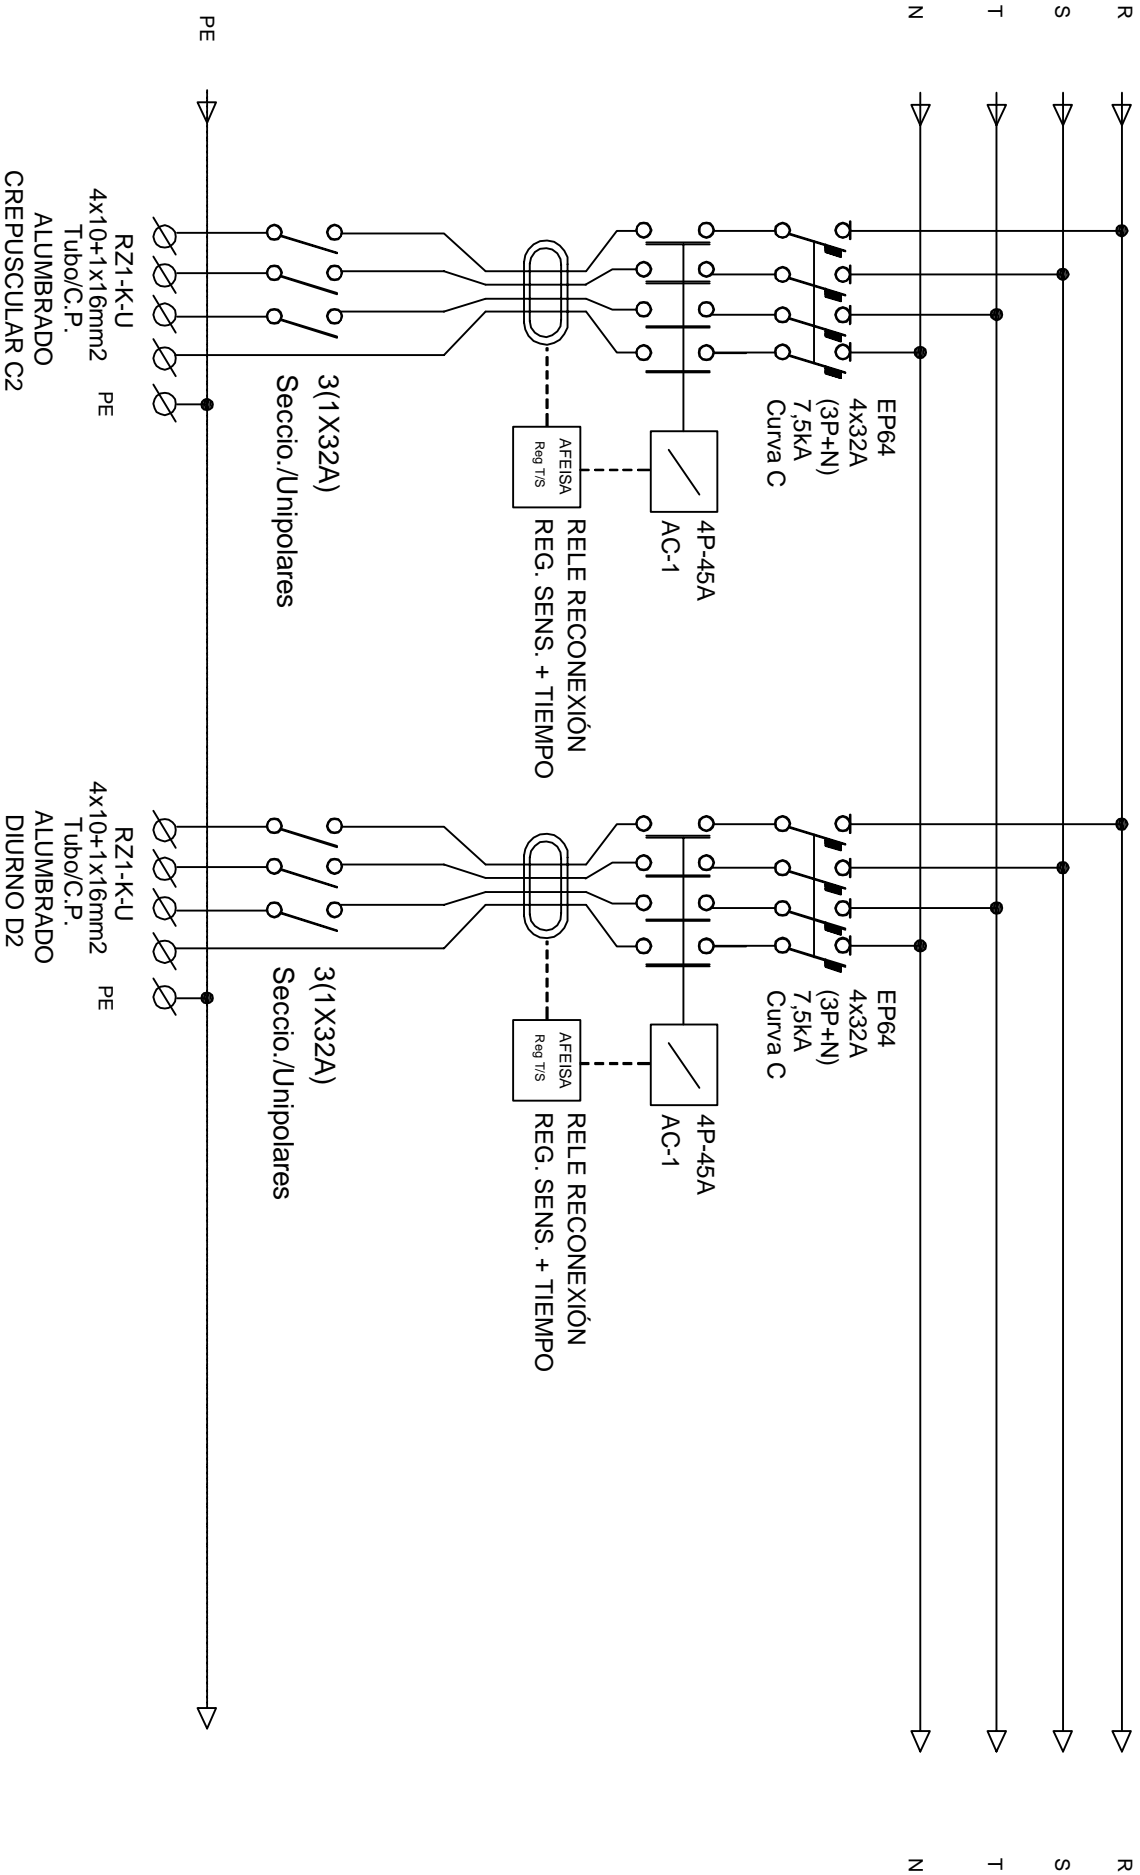 R
S
T
N
R
S
T
N
EP64
4x32A
(3P+N)
7,5kA
Curva C
4P-45A
AC-1
AFEISA
Reg T/S
RELE RECONEXIÓN
REG. SENS. + TIEMPO
3(1X32A)
Seccio./Unipolares
PE
RZ1-K-U
4x10+1x16mm2 PE
Tubo/C.P.
ALUMBRADO
CREPUSCULAR C2
EP64
4x32A
(3P+N)
7,5kA
Curva C
4P-45A
AC-1
AFEISA
Reg T/S
RELE RECONEXIÓN
REG. SENS. + TIEMPO
3(1X32A)
Seccio./Unipolares
RZ1-K-U
4x10+1x16mm2 PE
Tubo/C.P.
ALUMBRADO
DIURNO D2